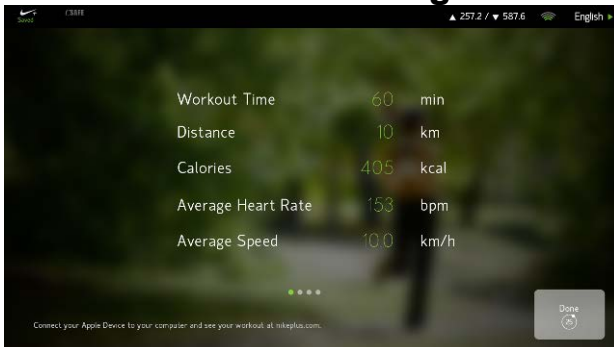 ▲ 257.2 / ▼ 587.6 English ▶
Saved
Workout Time 60 min
Distance 10 km
Calories 405 kcal
Average Heart Rate 153 bpm
Average Speed 10.0 km/h
Done
25
Connect your Apple Device to your computer and see your workout at nikeplus.com.